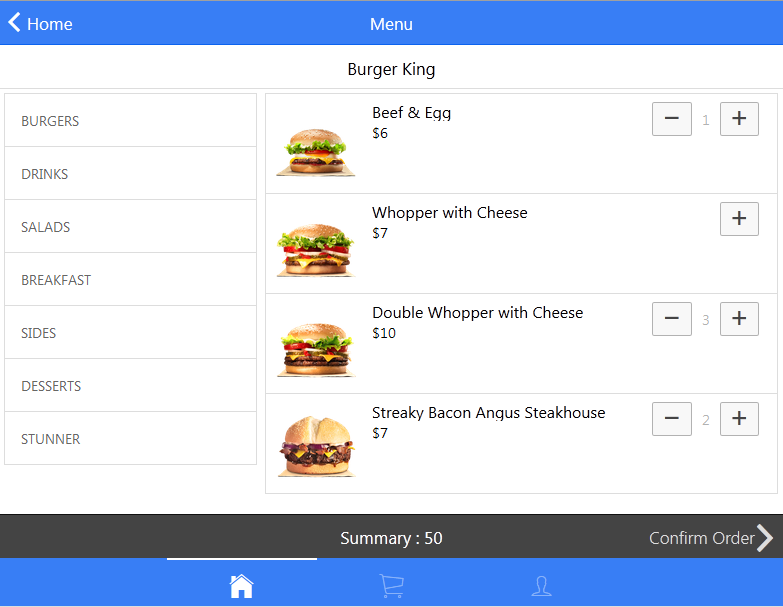 Home
Menu
Burger King
BURGERS
DRINKS
SALADS
BREAKFAST
SIDES
DESSERTS
STUNNER
Beef & Egg
$6
− 1 +
Whopper with Cheese
$7
+
Double Whopper with Cheese
$10
− 3 +
Streaky Bacon Angus Steakhouse
$7
− 2 +
Summary : 50
Confirm Order